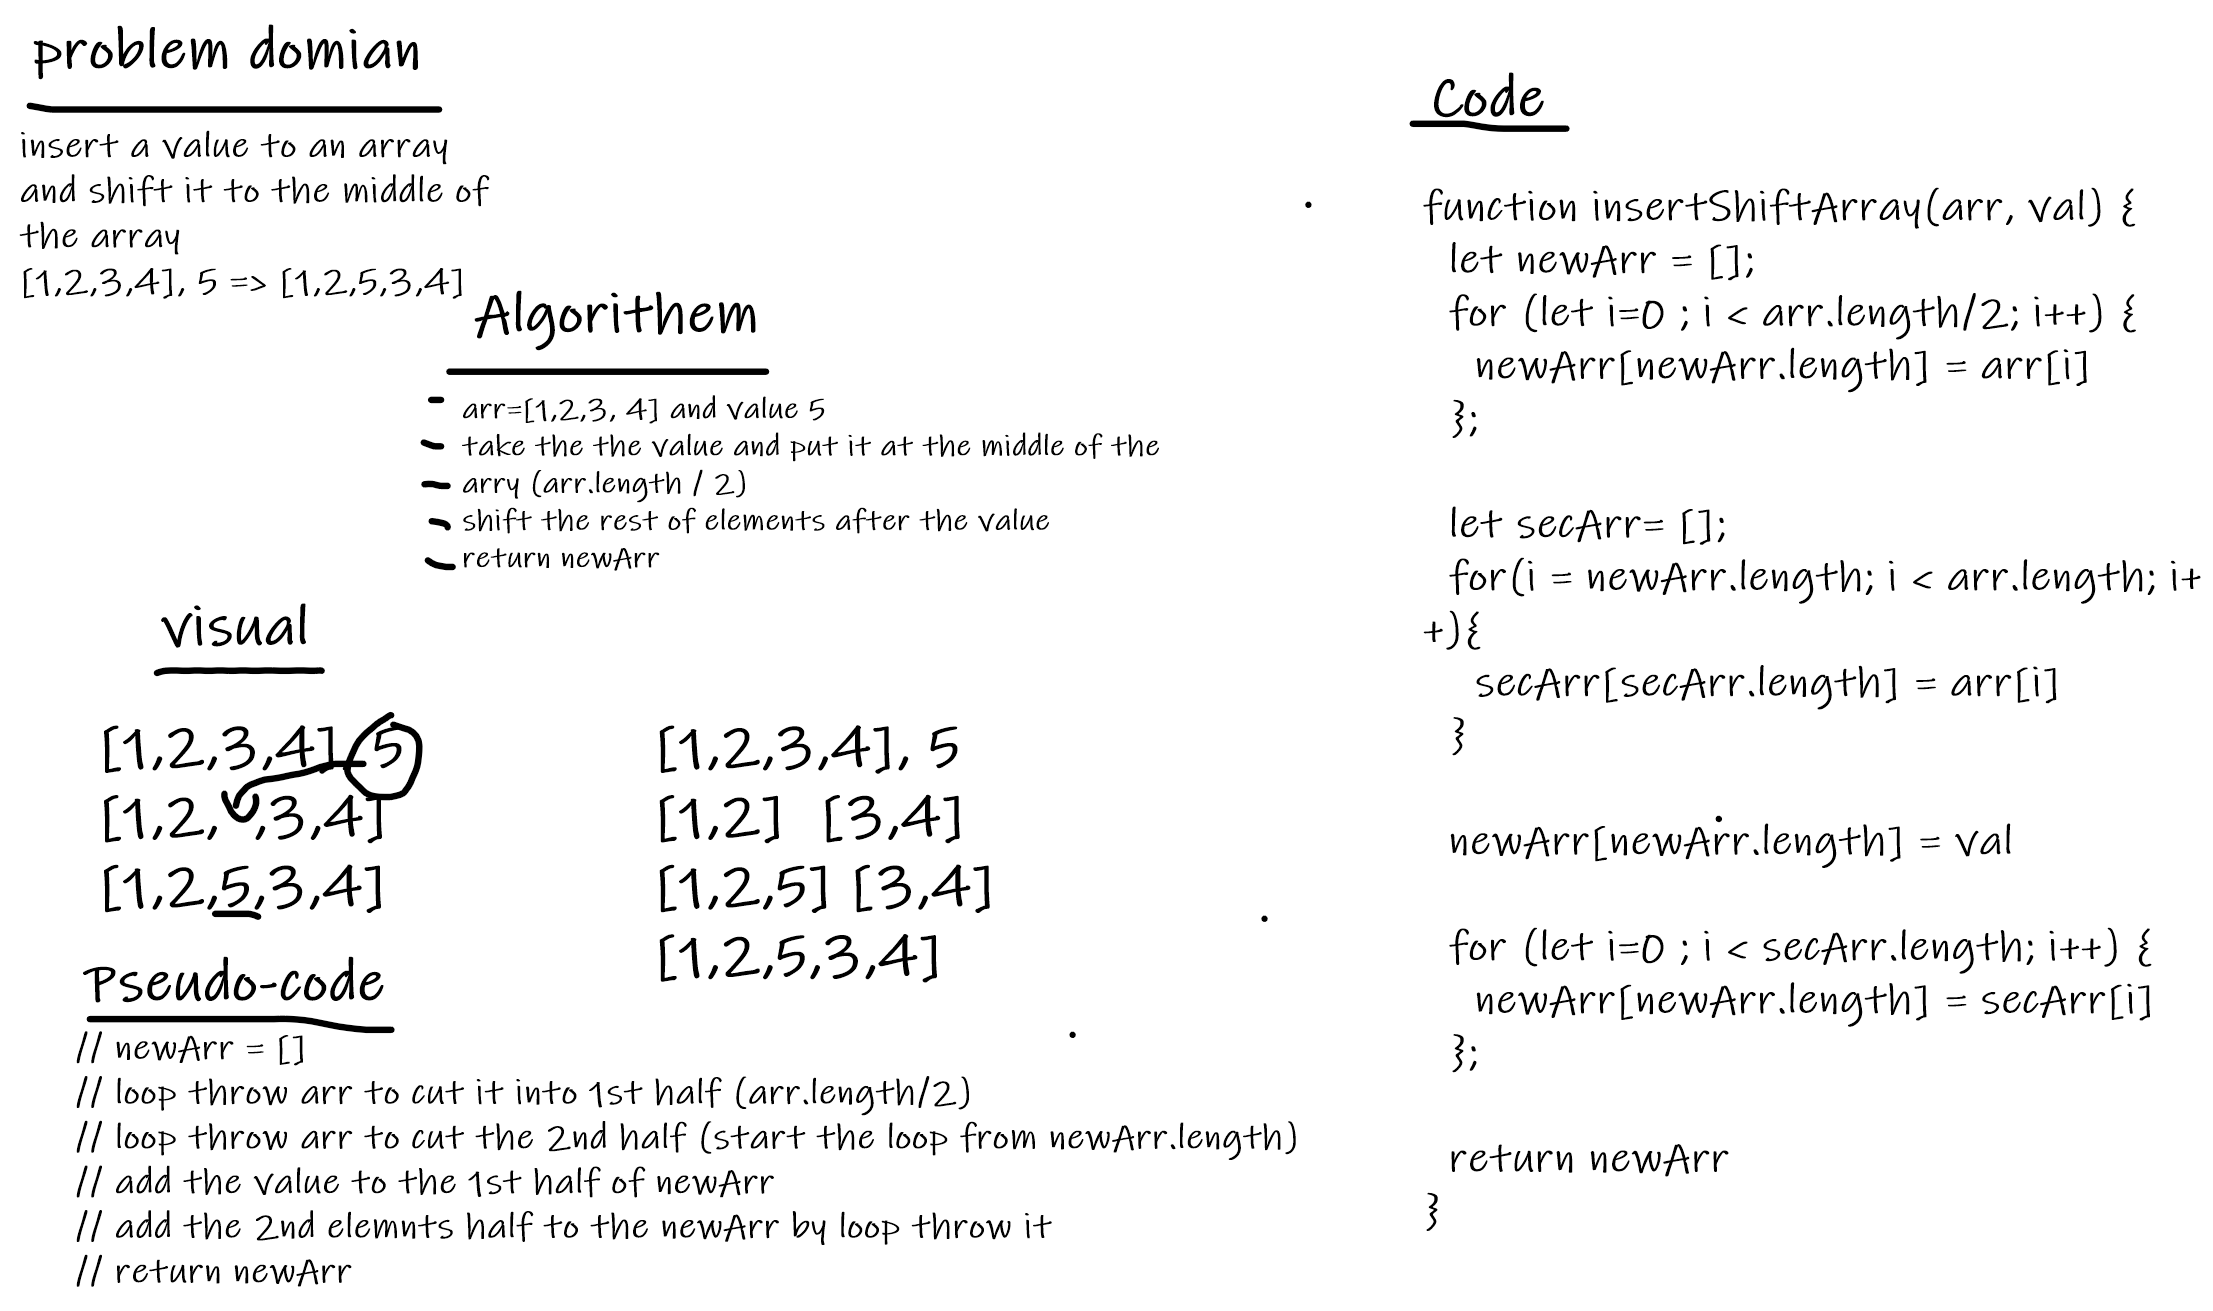 problem domian
insert a value to an array
and shift it to the middle of
the array
[1,2,3,4], 5 => [1,2,5,3,4]
Algorithem
- arr=[1,2,3, 4] and value 5
- take the the value and put it at the middle of the
- arry (arr.length / 2)
- shift the rest of elements after the value
- return newArr
visual
[1,2,3,4] 5
[1,2, ,3,4]
[1,2,5,3,4]
[1,2,3,4], 5
[1,2] [3,4]
[1,2,5] [3,4]
[1,2,5,3,4]
Pseudo-code
// newArr = []
// loop throw arr to cut it into 1st half (arr.length/2)
// loop throw arr to cut the 2nd half (start the loop from newArr.length)
// add the value to the 1st half of newArr
// add the 2nd elemnts half to the newArr by loop throw it
// return newArr
Code
function insertShiftArray(arr, val) {
let newArr = [];
for (let i=0 ; i < arr.length/2; i++) {
newArr[newArr.length] = arr[i]
};
let secArr= [];
for(i = newArr.length; i < arr.length; i+
+){
secArr[secArr.length] = arr[i]
}
newArr[newArr.length] = val
for (let i=0 ; i < secArr.length; i++) {
newArr[newArr.length] = secArr[i]
};
return newArr
}